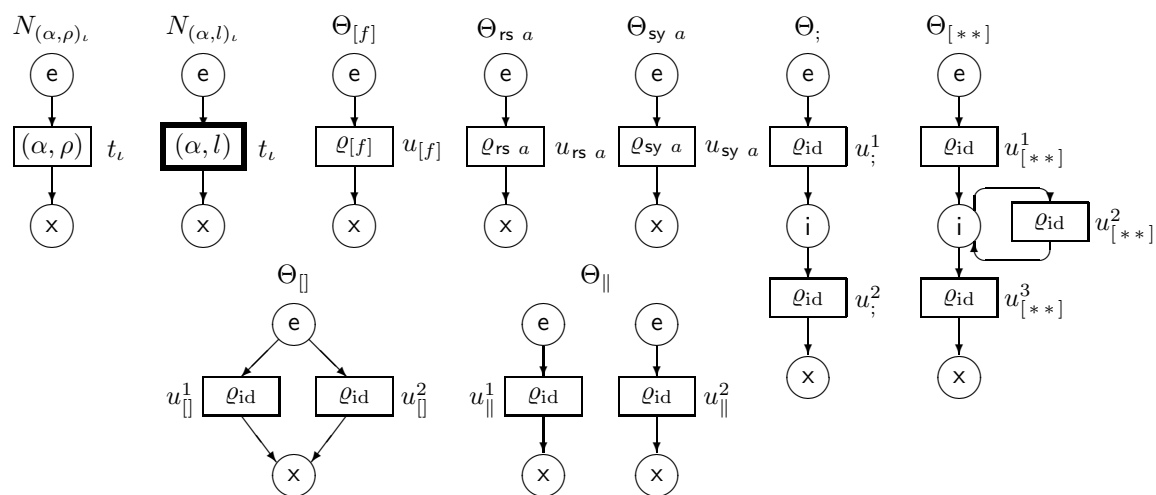 N_{(α,ρ)_ι} N_{(α,l)_ι} Θ_{[f]} Θ_{rs a} Θ_{sy a} Θ_; Θ_{[**]}
e e e e e e e
(α, ρ) t_ι (α, l) t_ι ϱ_{[f]} u_{[f]} ϱ_{rs a} u_{rs a} ϱ_{sy a} u_{sy a} ϱ_{id} u^1_; ϱ_{id} u^1_{[**]}
x x x x x i i ϱ_{id} u^2_{[**]}
Θ_{[]} Θ_∥
ϱ_{id} u^2_; ϱ_{id} u^3_{[**]}
e e e
x x
u^1_{[]} ϱ_{id} ϱ_{id} u^2_{[]} u^1_∥ ϱ_{id} ϱ_{id} u^2_∥
x x x